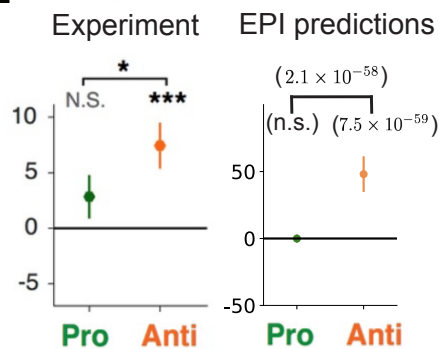 Experiment
*
N.S. ***
10
5
0
-5
Pro Anti
EPI predictions
(2.1 × 10⁻⁵⁸)
(n.s.) (7.5 × 10⁻⁵⁹)
50
0
-50
Pro Anti